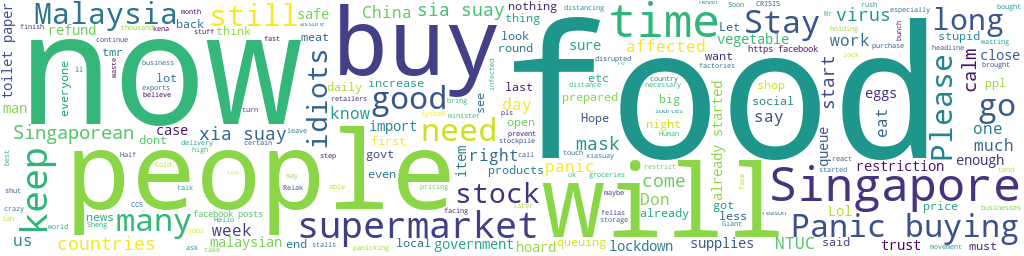 toilet paper
Malaysia
still
refund
back
month
finish
thousand
kena
continue
stuff
assure
think
safe
China
sia suay
nothing
thing
look
round
time
distancing
Soon
never
CRISIS
Let
Stay
virus
Mr
rush
especially
bought
holding
bunch
long
now
buy
food
people
will
man
everyone
tmr
ll
business
lot
exports
believe
fast
waste
turn
meat
increase
daily
retailers
bring
minister
etc
sure
affected
vegetable
https facebook
disrupted
factories
want
work
stupid
headline
wasting
purchase
brought
lock
close
ppl
calm
idiots
good
know
see
infected
last
day
prepared
distance
country
necessary
sources
big
Human
shop
social
say
start
eggs
eat
Please
go
one
much
enough
Singaporean
case
xia suay
leave
dont
delivery
certain
high
import
first
system
pls
open
prevent
stockpile
Hope
mask
night
queue
keep
best
shut
crazy
lah
world
Half
Cold
step
talk
CCS
Relax
able
govt
even
pricing
item
need
right
call
touch
xiasuay
products
panic
groceries
restrict
Don
come
already started
face
react
started
restriction
tend
businesses
Singapore
many
news
Sheng
facebook posts
Hello
jobs
us
countries
ask
take
week
malaysian
end
stalls
supermarket
facing
later
stock
panicking
local
government
hoard
queuing
maybe
ok
fellas
storage
already
lockdown
supplies
got
less
Giant
reason
Lol
NTUC
said
Panic buying
price
trust
movement
must